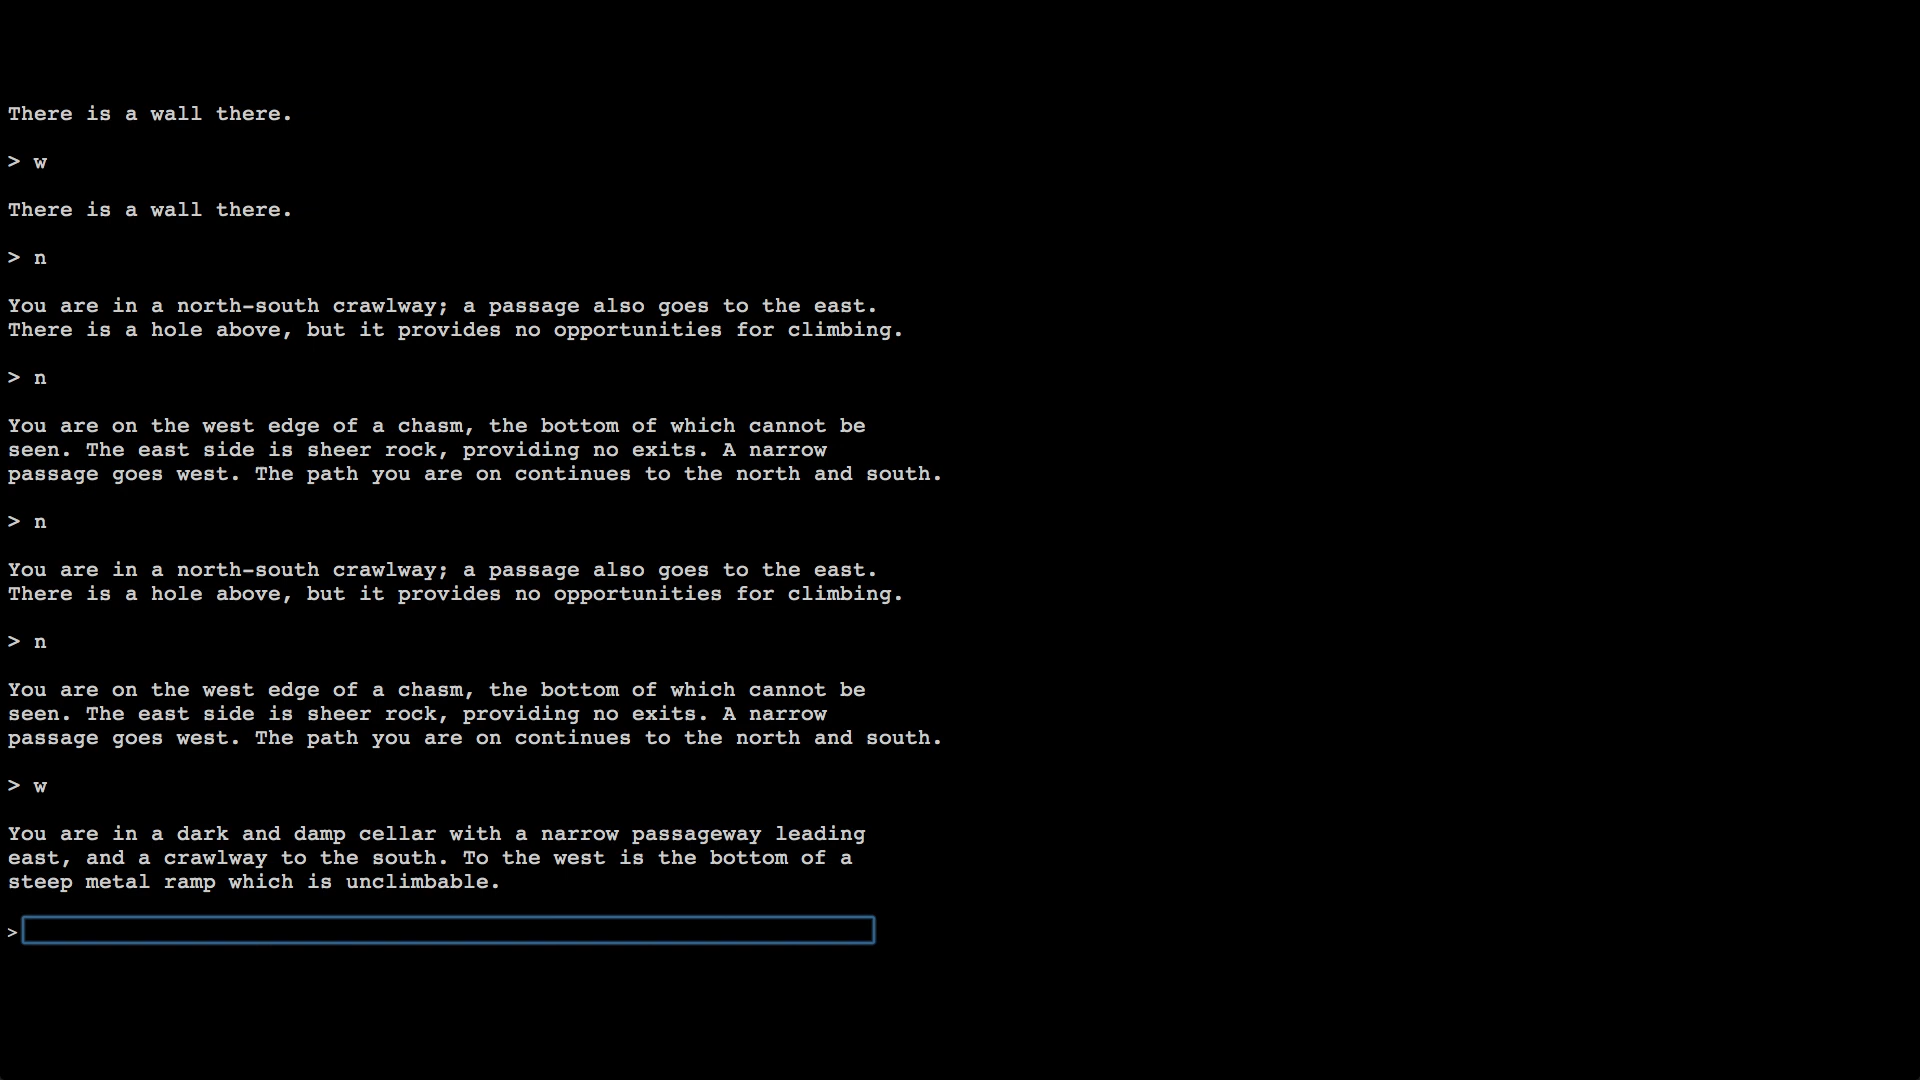 There is a wall there.
> w
There is a wall there.
> n
You are in a north-south crawlway; a passage also goes to the east.
There is a hole above, but it provides no opportunities for climbing.
> n
You are on the west edge of a chasm, the bottom of which cannot be
seen. The east side is sheer rock, providing no exits. A narrow
passage goes west. The path you are on continues to the north and south.
> n
You are in a north-south crawlway; a passage also goes to the east.
There is a hole above, but it provides no opportunities for climbing.
> n
You are on the west edge of a chasm, the bottom of which cannot be
seen. The east side is sheer rock, providing no exits. A narrow
passage goes west. The path you are on continues to the north and south.
> w
You are in a dark and damp cellar with a narrow passageway leading
east, and a crawlway to the south. To the west is the bottom of a
steep metal ramp which is unclimbable.
>